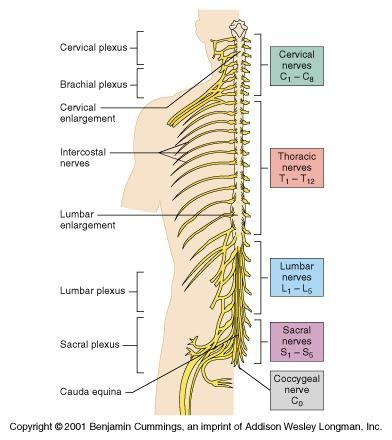 Cervical plexus
Brachial plexus
Cervical
enlargement
Intercostal
nerves
Lumbar
enlargement
Lumbar plexus
Sacral plexus
Cauda equina
Cervical
nerves
C₁ – C₈
Thoracic
nerves
T₁ – T₁₂
Lumbar
nerves
L₁ – L₅
Sacral
nerves
S₁ – S₅
Coccygeal
nerve
C₀
Copyright © 2001 Benjamin Cummings, an imprint of Addison Wesley Longman, Inc.